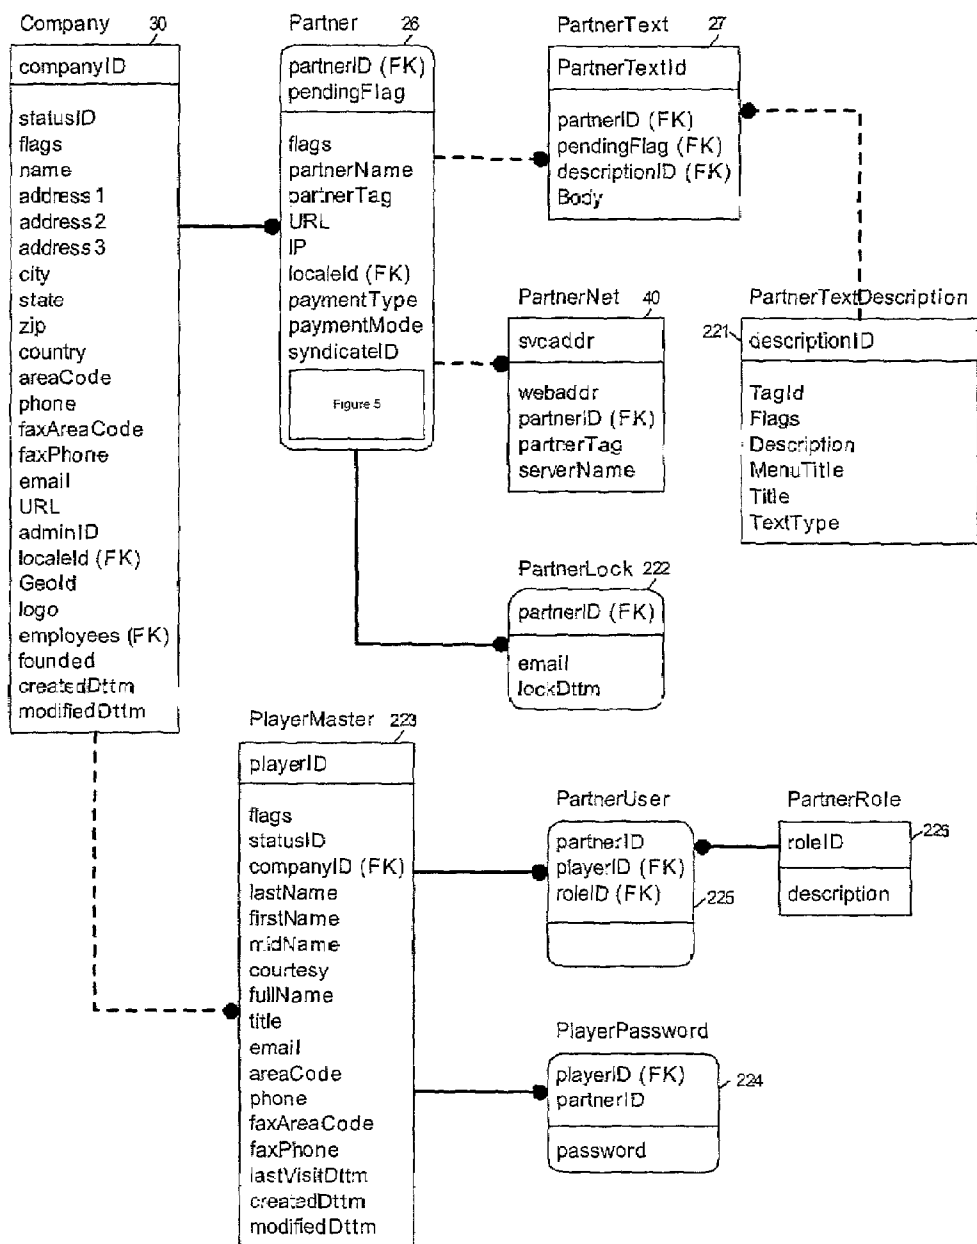 Company 30
companyID
statusID
flags
name
address1
address2
address3
city
state
zip
country
areaCode
phone
faxAreaCode
faxPhone
email
URL
adminID
localeId (FK)
GeoId
logo
employees (FK)
founded
createdDttm
modifiedDttm
Partner 26
partnerID (FK)
pendingFlag
flags
partnerName
partnerTag
URL
IP
localeId (FK)
paymentType
paymentMode
syndicateID
Figure 5
PartnerText
27
PartnerTextId
partnerID (FK)
pendingFlag (FK)
descriptionID (FK)
Body
PartnerNet
40
svcaddr
webaddr
partnerID (FK)
partnerTag
serverName
PartnerTextDescription
221
descriptionID
TagId
Flags
Description
MenuTitle
Title
TextType
PartnerLock 222
partnerID (FK)
email
lockDttm
PlayerMaster 223
playerID
flags
statusID
companyID (FK)
lastName
firstName
midName
courtesy
fullName
title
email
areaCode
phone
faxAreaCode
faxPhone
lastVisitDttm
createdDttm
modifiedDttm
PartnerUser
partnerID
playerID (FK)
roleID (FK)
225
PartnerRole
roleID
226
description
PlayerPassword
playerID (FK)
partnerID
224
password